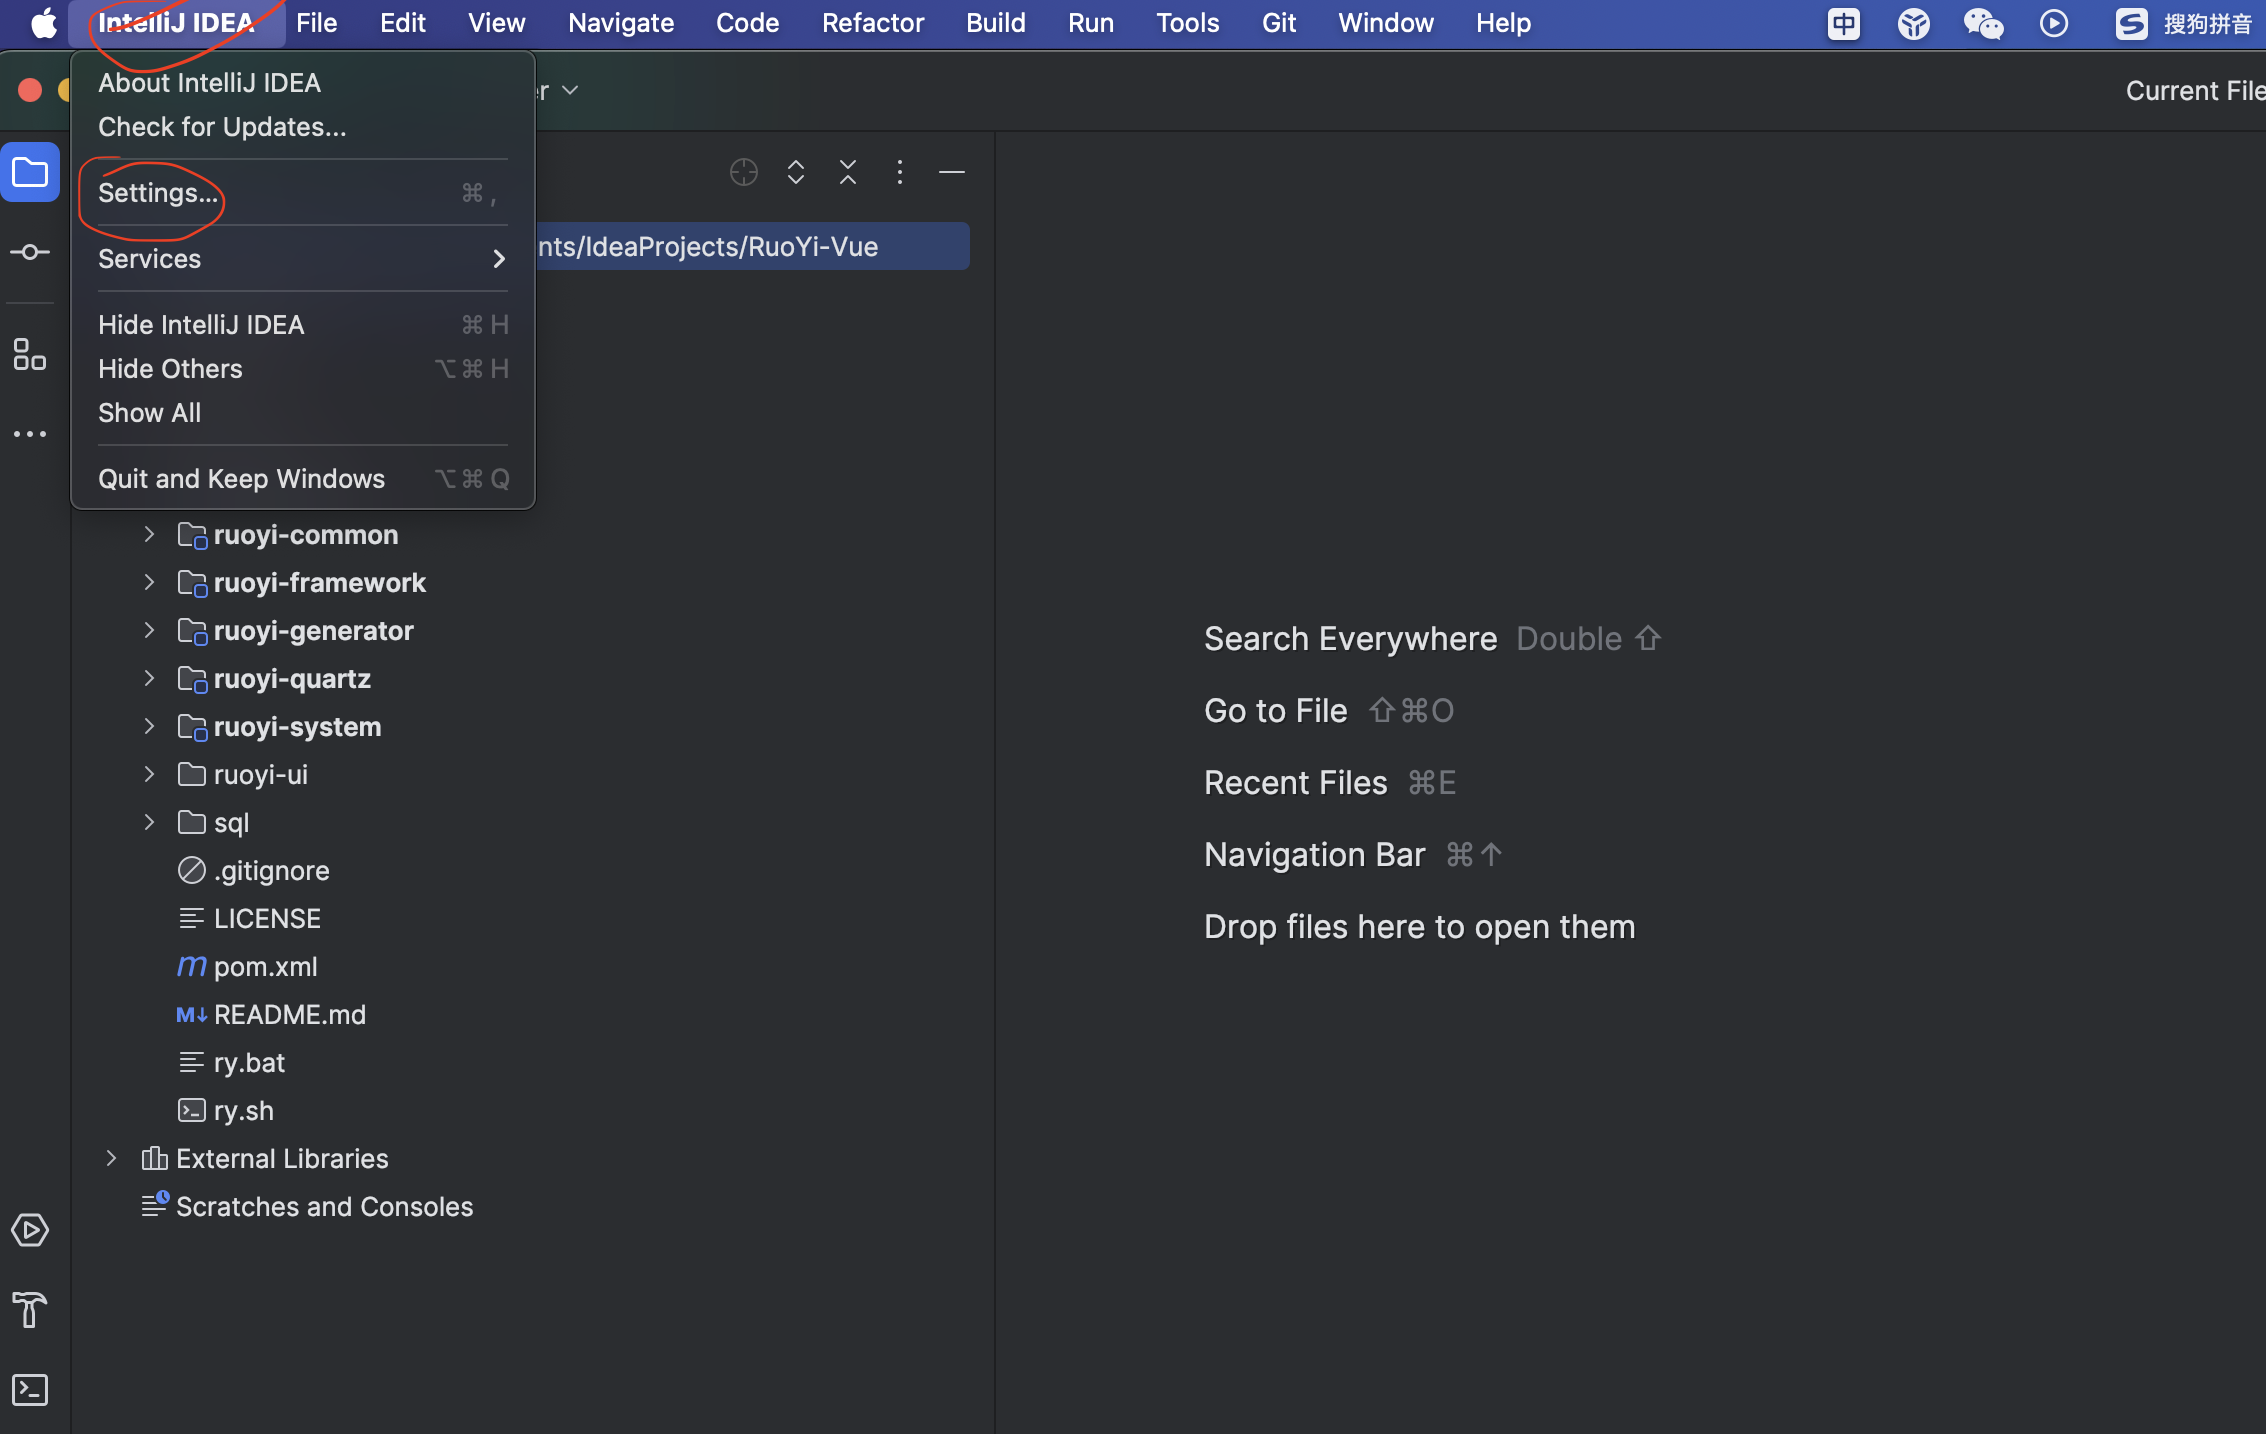 IntelliJ IDEA File Edit View Navigate Code Refactor Build Run Tools Git Window Help 中 搜狗拼音
About IntelliJ IDEA
Check for Updates...
Settings... ⌘ ,
Services
Hide IntelliJ IDEA ⌘ H
Hide Others ⌥ ⌘ H
Show All
Quit and Keep Windows ⌥ ⌘ Q
Current File
nts/IdeaProjects/RuoYi-Vue
ruoyi-common
ruoyi-framework
ruoyi-generator
ruoyi-quartz
ruoyi-system
ruoyi-ui
sql
.gitignore
LICENSE
m pom.xml
M↓ README.md
ry.bat
ry.sh
External Libraries
Scratches and Consoles
Search Everywhere Double ⇧
Go to File ⇧⌘O
Recent Files ⌘E
Navigation Bar ⌘↑
Drop files here to open them